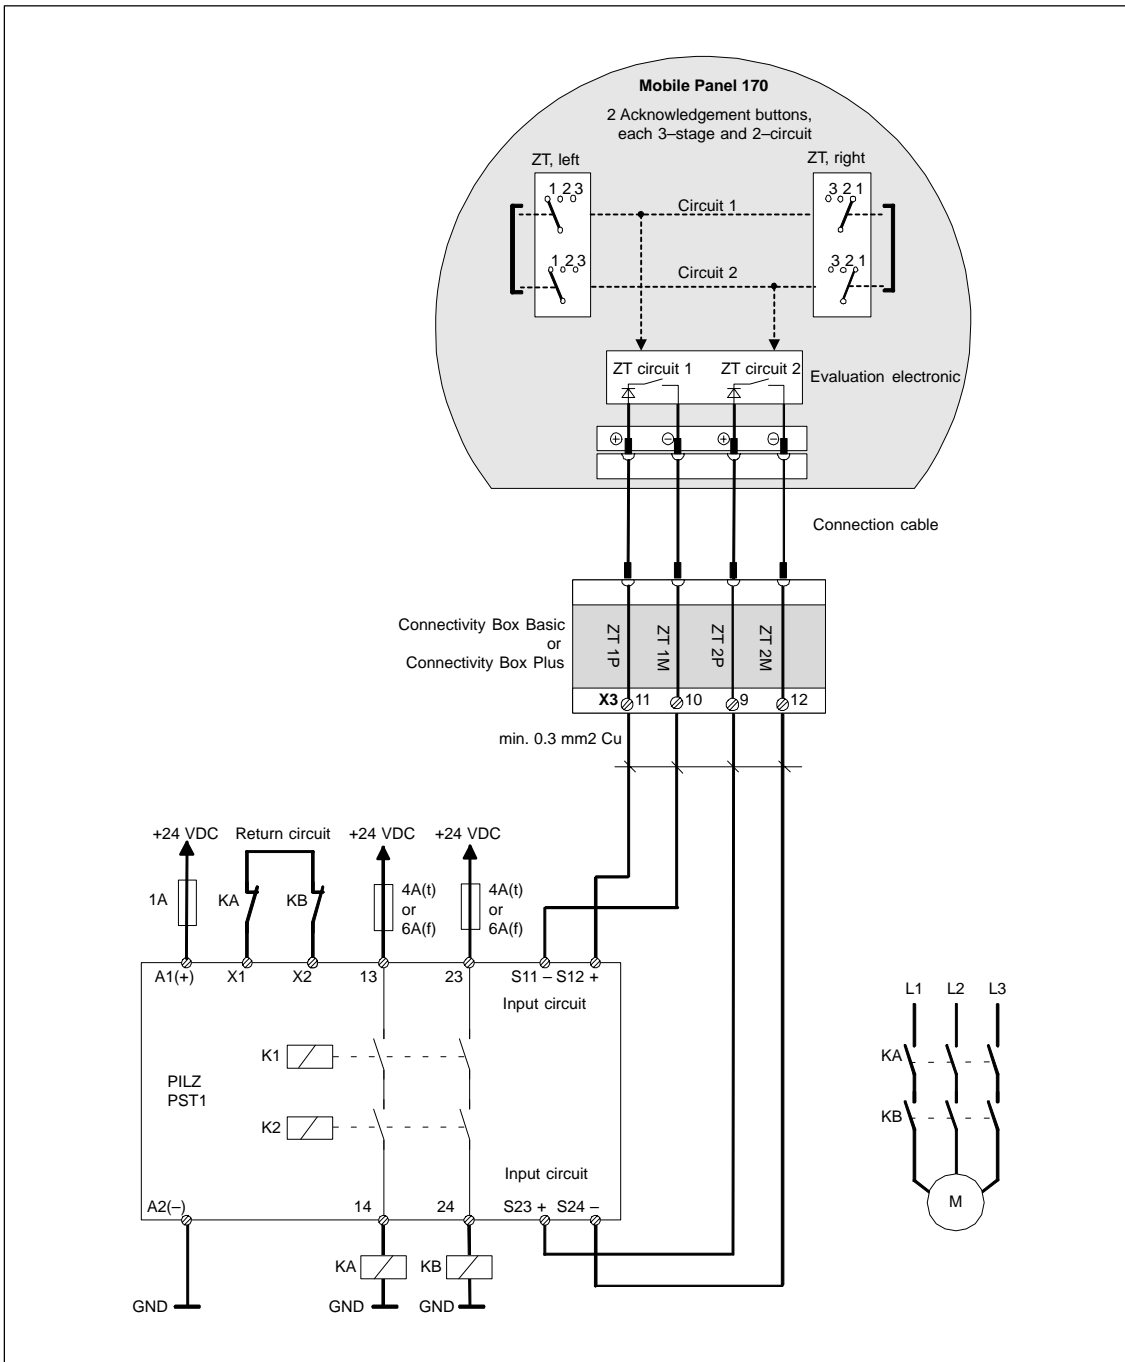 Mobile Panel 170
2 Acknowledgement buttons,
each 3–stage and 2–circuit
ZT, left
ZT, right
1 2 3
3 2 1
Circuit 1
1 2 3
3 2 1
Circuit 2
ZT circuit 1
ZT circuit 2
Evaluation electronic
+
–
+
–
Connection cable
Connectivity Box Basic
or
Connectivity Box Plus
ZT 1P
ZT 1M
ZT 2P
ZT 2M
X3 11
10
9
12
min. 0.3 mm2 Cu
+24 VDC
Return circuit
+24 VDC
+24 VDC
1A
KA
KB
4A(t)
or
6A(f)
4A(t)
or
6A(f)
A1(+)
X1
X2
13
23
S11 –
S12 +
Input circuit
K1
PILZ
PST1
K2
Input circuit
A2(–)
14
24
S23 +
S24 –
KA
KB
GND
GND
GND
L1
L2
L3
KA
KB
M